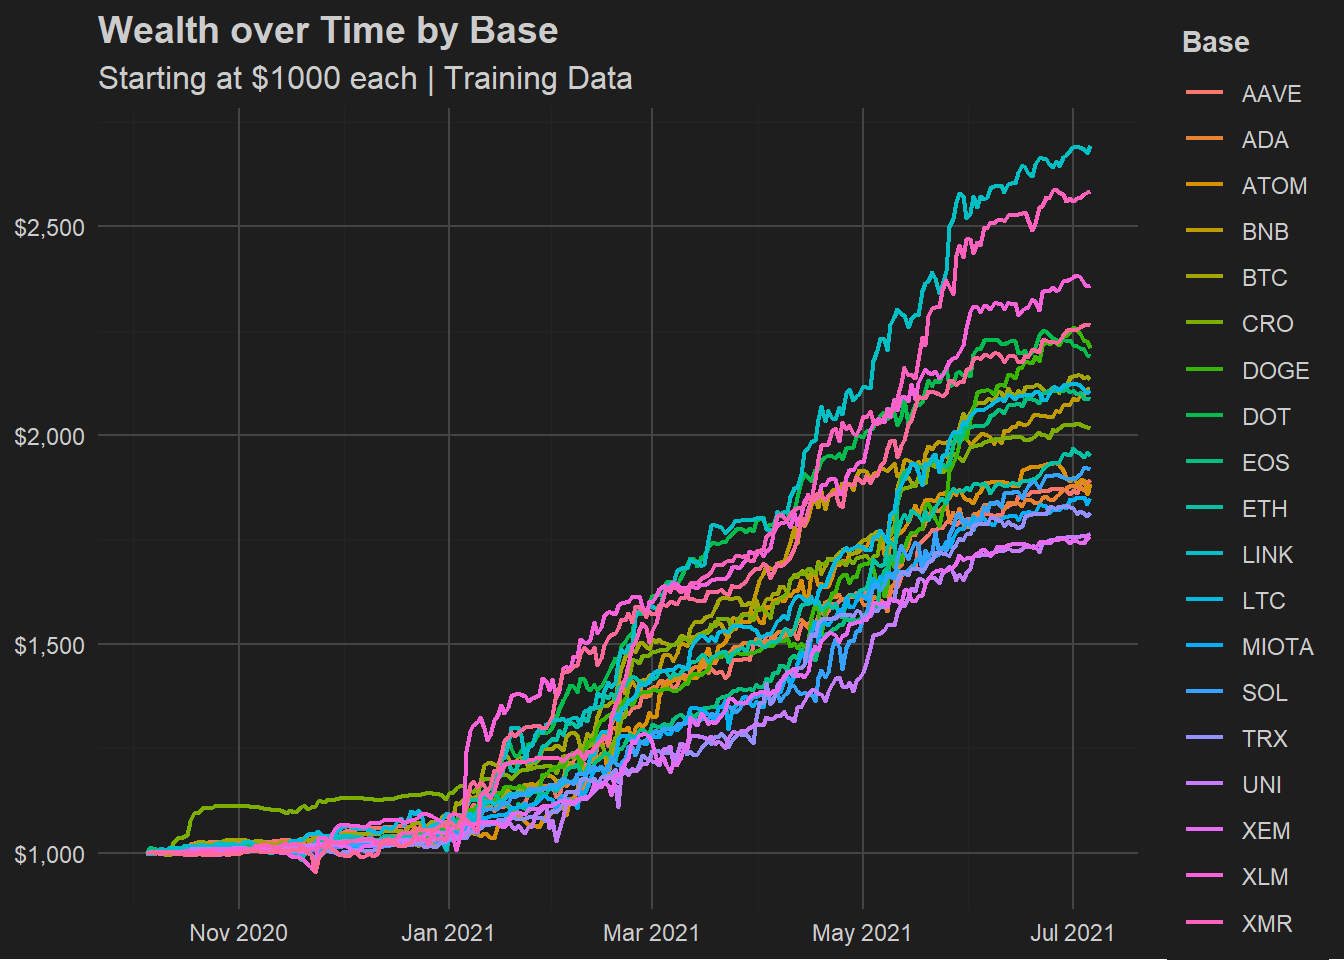 Wealth over Time by Base
Starting at $1000 each | Training Data
$2,500
$2,000
$1,500
$1,000
Nov 2020
Jan 2021
Mar 2021
May 2021
Jul 2021
Base
AAVE
ADA
ATOM
BNB
BTC
CRO
DOGE
DOT
EOS
ETH
LINK
LTC
MIOTA
SOL
TRX
UNI
XEM
XLM
XMR